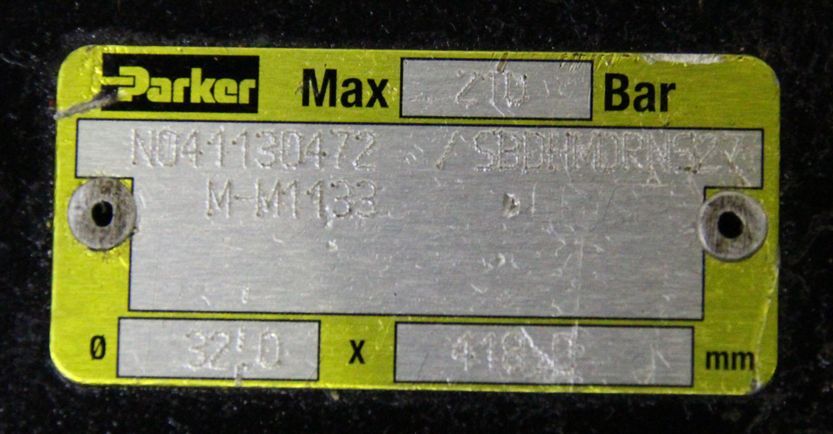 Parker Max 210 Bar
N041130472 /SBDHMDRNS2
M-M1133
Ø 32.0 x 418.0 mm